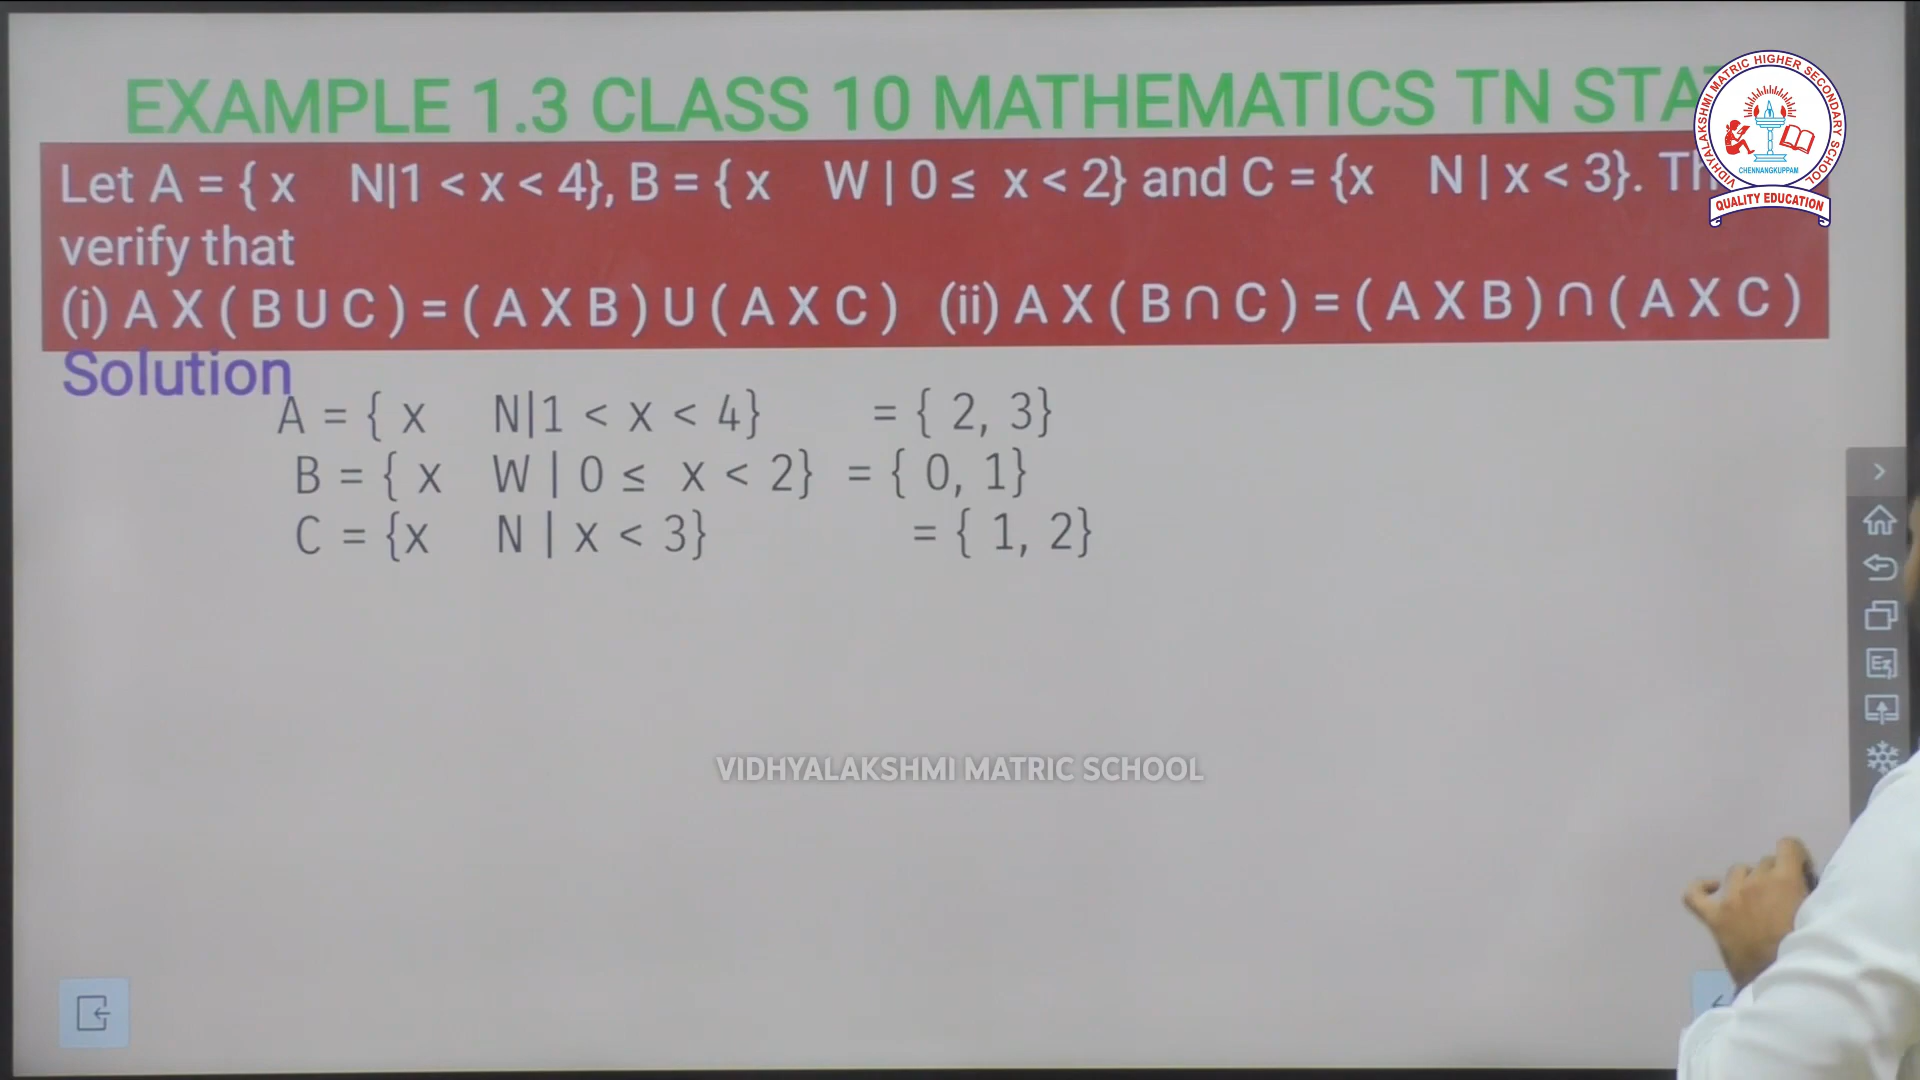 EXAMPLE 1.3 CLASS 10 MATHEMATICS TN
VIDHYALAKSHMI MATRIC HIGHER SECONDARY SCHOOL
CHENNANGKUPPAM
QUALITY EDUCATION
Let A = { x N|1 < x < 4}, B = { x W | 0 ≤ x < 2} and C = {x N | x < 3}.
verify that
(i) A X ( B U C ) = ( A X B ) U ( A X C ) (ii) A X ( B ∩ C ) = ( A X B ) ∩ ( A X C )
Solution
A = { x N|1 < x < 4} = { 2, 3}
B = { x W | 0 ≤ x < 2} = { 0, 1}
C = {x N | x < 3} = { 1, 2}
VIDHYALAKSHMI MATRIC SCHOOL